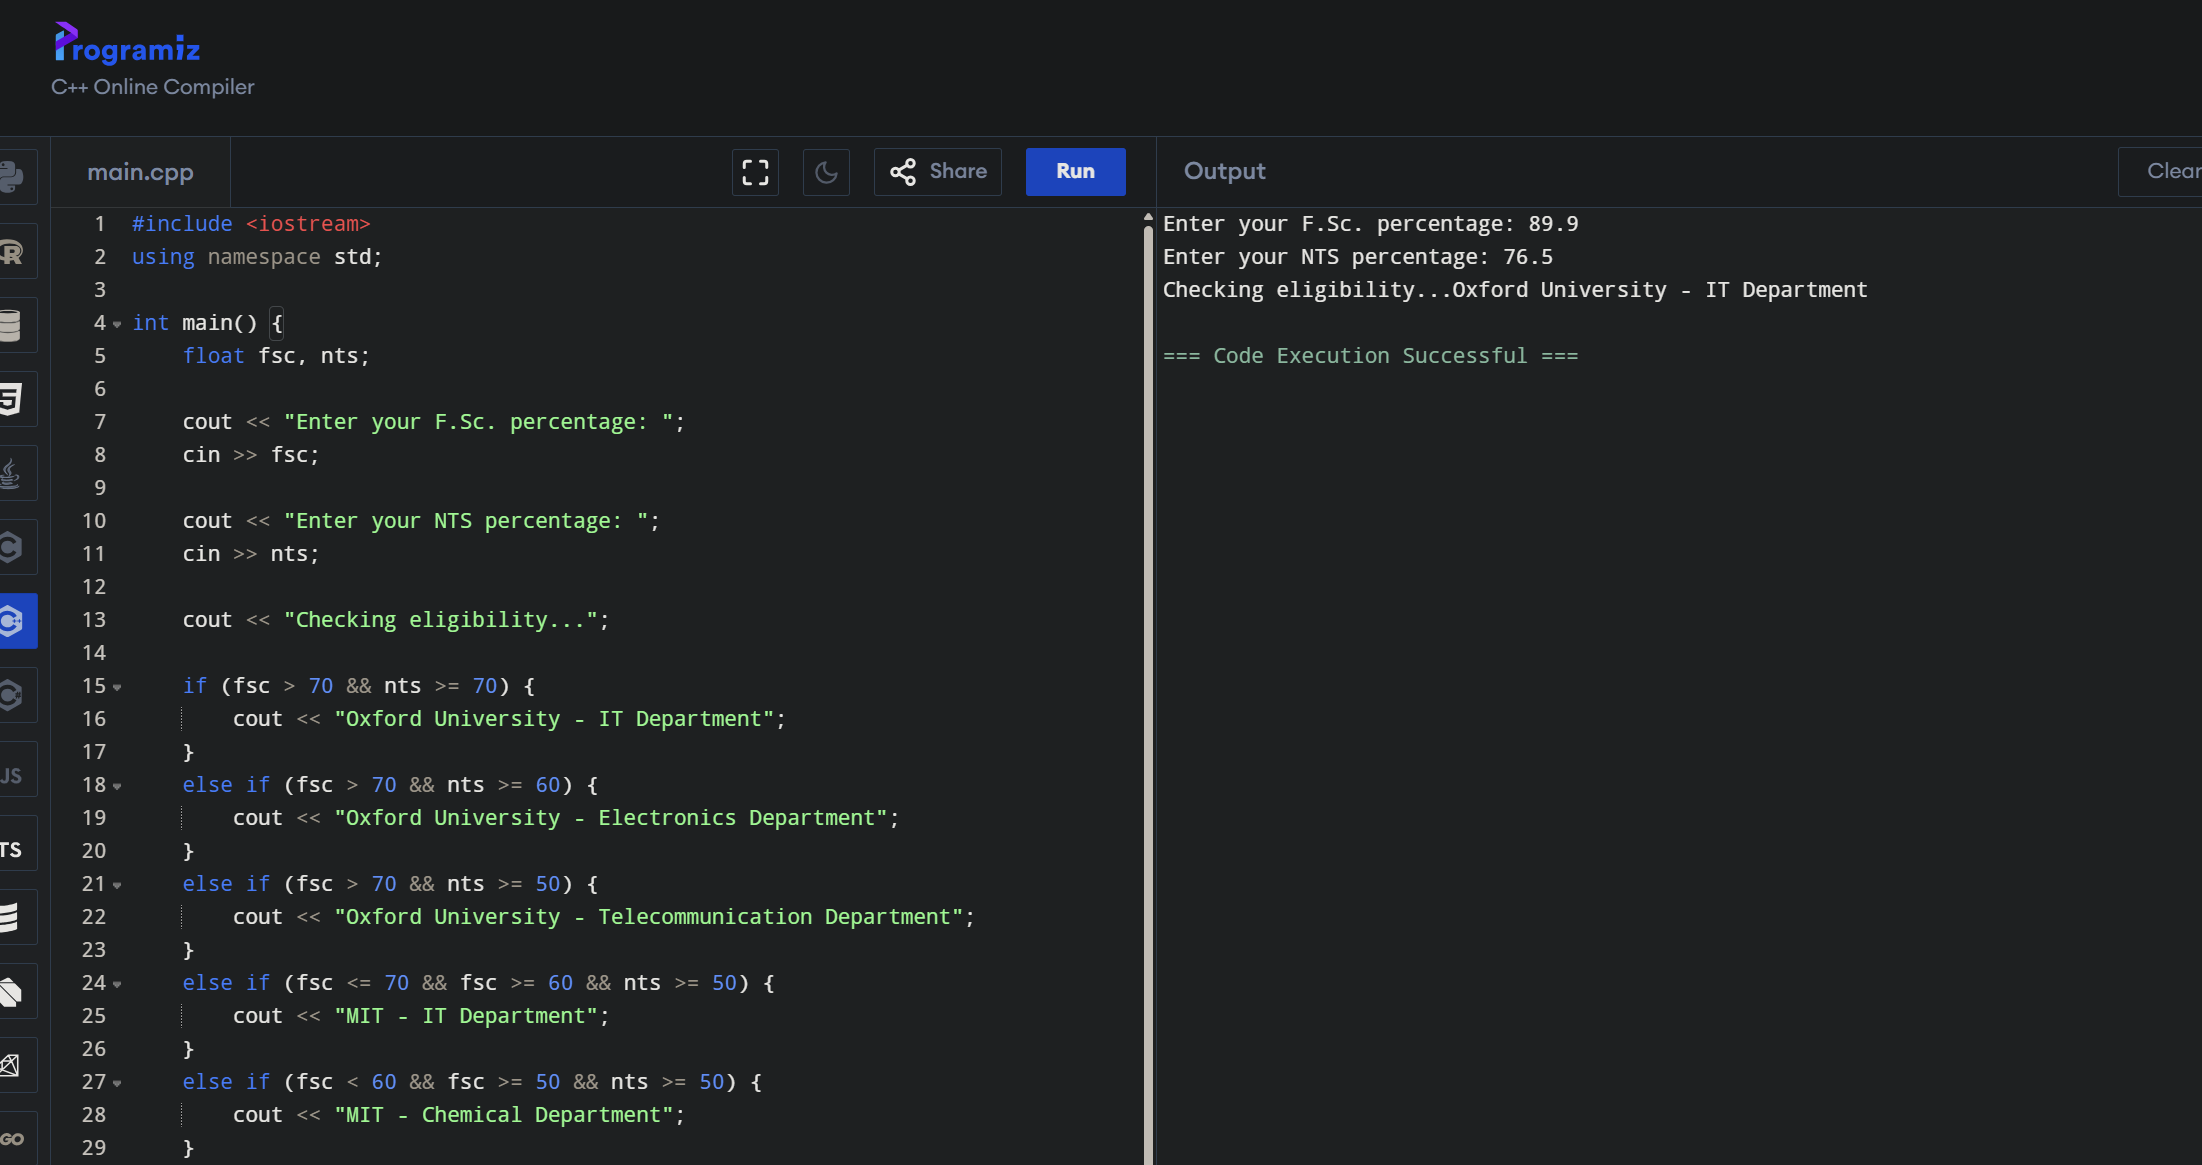 Programiz
C++ Online Compiler
main.cpp
Share
Run
Output
Clear
1 #include <iostream>
2 using namespace std;
3
4 int main() {
5     float fsc, nts;
6
7     cout << "Enter your F.Sc. percentage: ";
8     cin >> fsc;
9
10     cout << "Enter your NTS percentage: ";
11     cin >> nts;
12
13     cout << "Checking eligibility...";
14
15     if (fsc > 70 && nts >= 70) {
16         cout << "Oxford University - IT Department";
17     }
18     else if (fsc > 70 && nts >= 60) {
19         cout << "Oxford University - Electronics Department";
20     }
21     else if (fsc > 70 && nts >= 50) {
22         cout << "Oxford University - Telecommunication Department";
23     }
24     else if (fsc <= 70 && fsc >= 60 && nts >= 50) {
25         cout << "MIT - IT Department";
26     }
27     else if (fsc < 60 && fsc >= 50 && nts >= 50) {
28         cout << "MIT - Chemical Department";
29     }
Enter your F.Sc. percentage: 89.9
Enter your NTS percentage: 76.5
Checking eligibility...Oxford University - IT Department
=== Code Execution Successful ===
R
5
C
C++
C#
JS
TS
GO